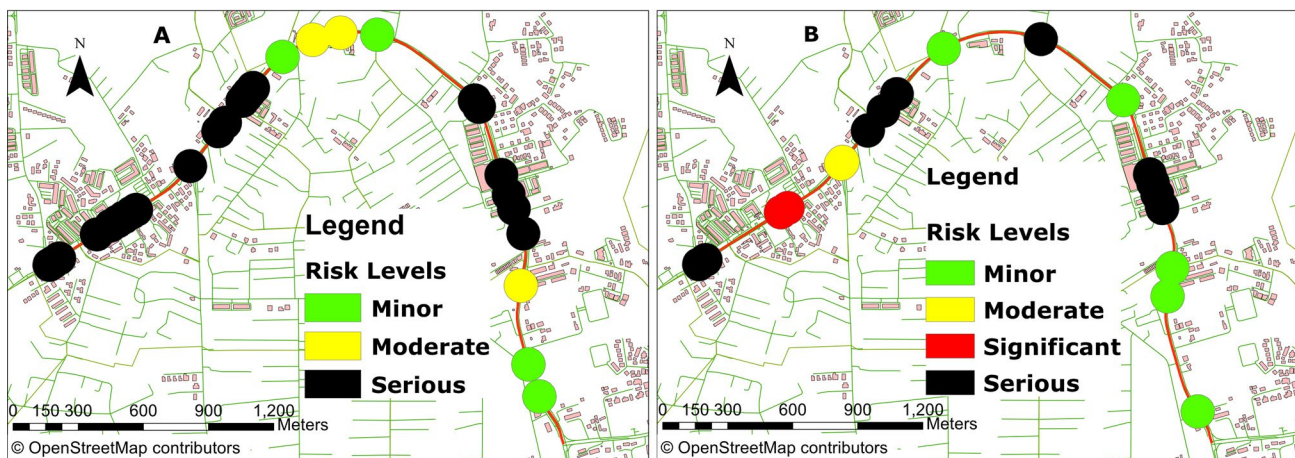 A
N
Legend
Risk Levels
Minor
Moderate
Serious
0 150 300 600 900 1,200
Meters
© OpenStreetMap contributors
B
N
Legend
Risk Levels
Minor
Moderate
Significant
Serious
0 150 300 600 900 1,200
Meters
© OpenStreetMap contributors